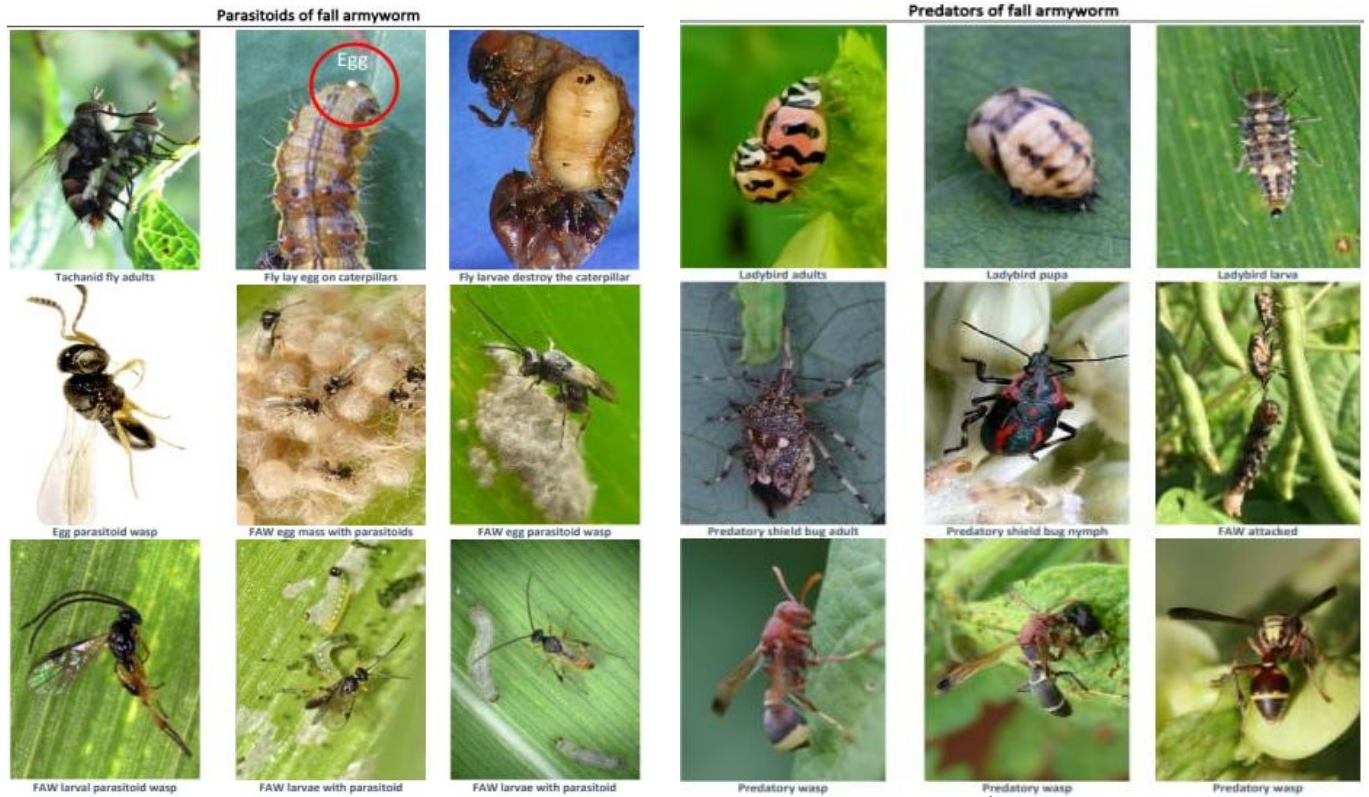 Parasitoids of fall armyworm
Egg
Tachanid fly adults
Fly lay egg on caterpillars
Fly larvae destroy the caterpillar
Egg parasitoid wasp
FAW egg mass with parasitoids
FAW egg parasitoid wasp
FAW larval parasitoid wasp
FAW larvae with parasitoid
FAW larvae with parasitoid
Predators of fall armyworm
Ladybird adults
Ladybird pupa
Ladybird larva
Predatory shield bug adult
Predatory shield bug nymph
FAW attacked
Predatory wasp
Predatory wasp
Predatory wasp